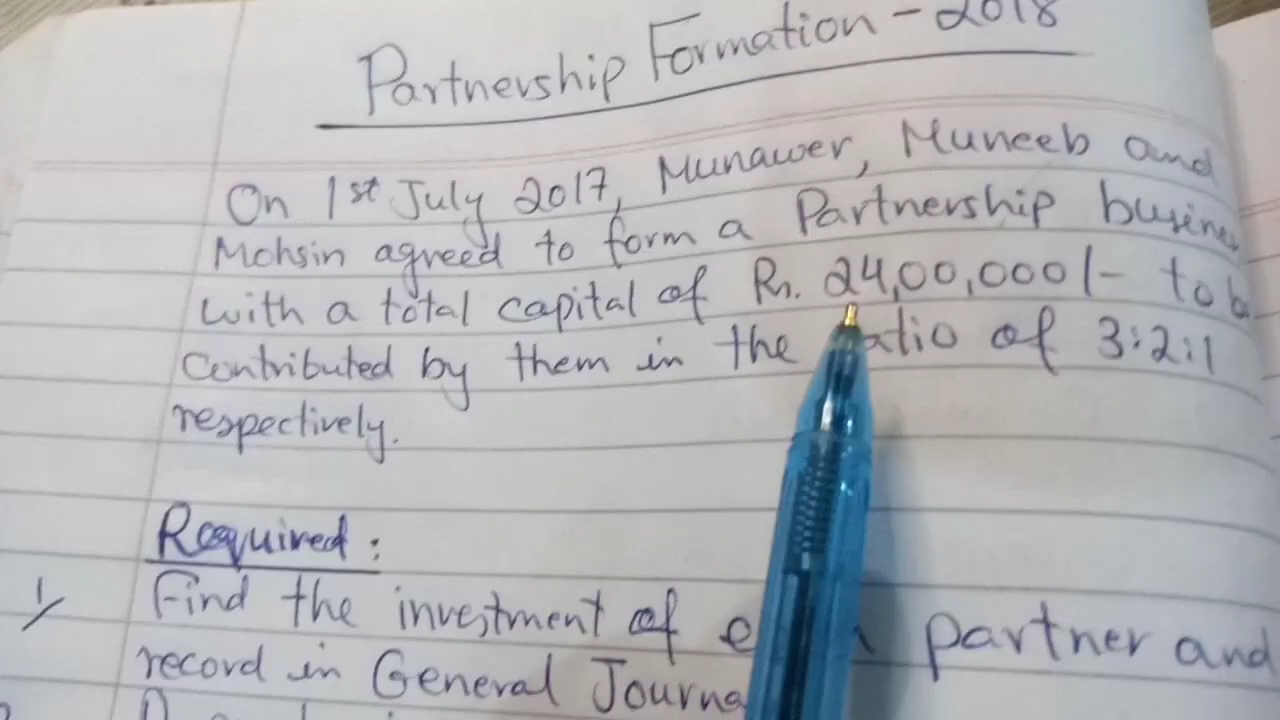 Partnership Formation - 2018
On 1st July 2017, Munawer, Muneeb and
Mohsin agreed to form a Partnership
with a total capital of Rs. 24,00,000/- to
Contributed by them in the ratio of 3:2:1
respectively.
Required:
1/ Find the investment of partner and
record in General